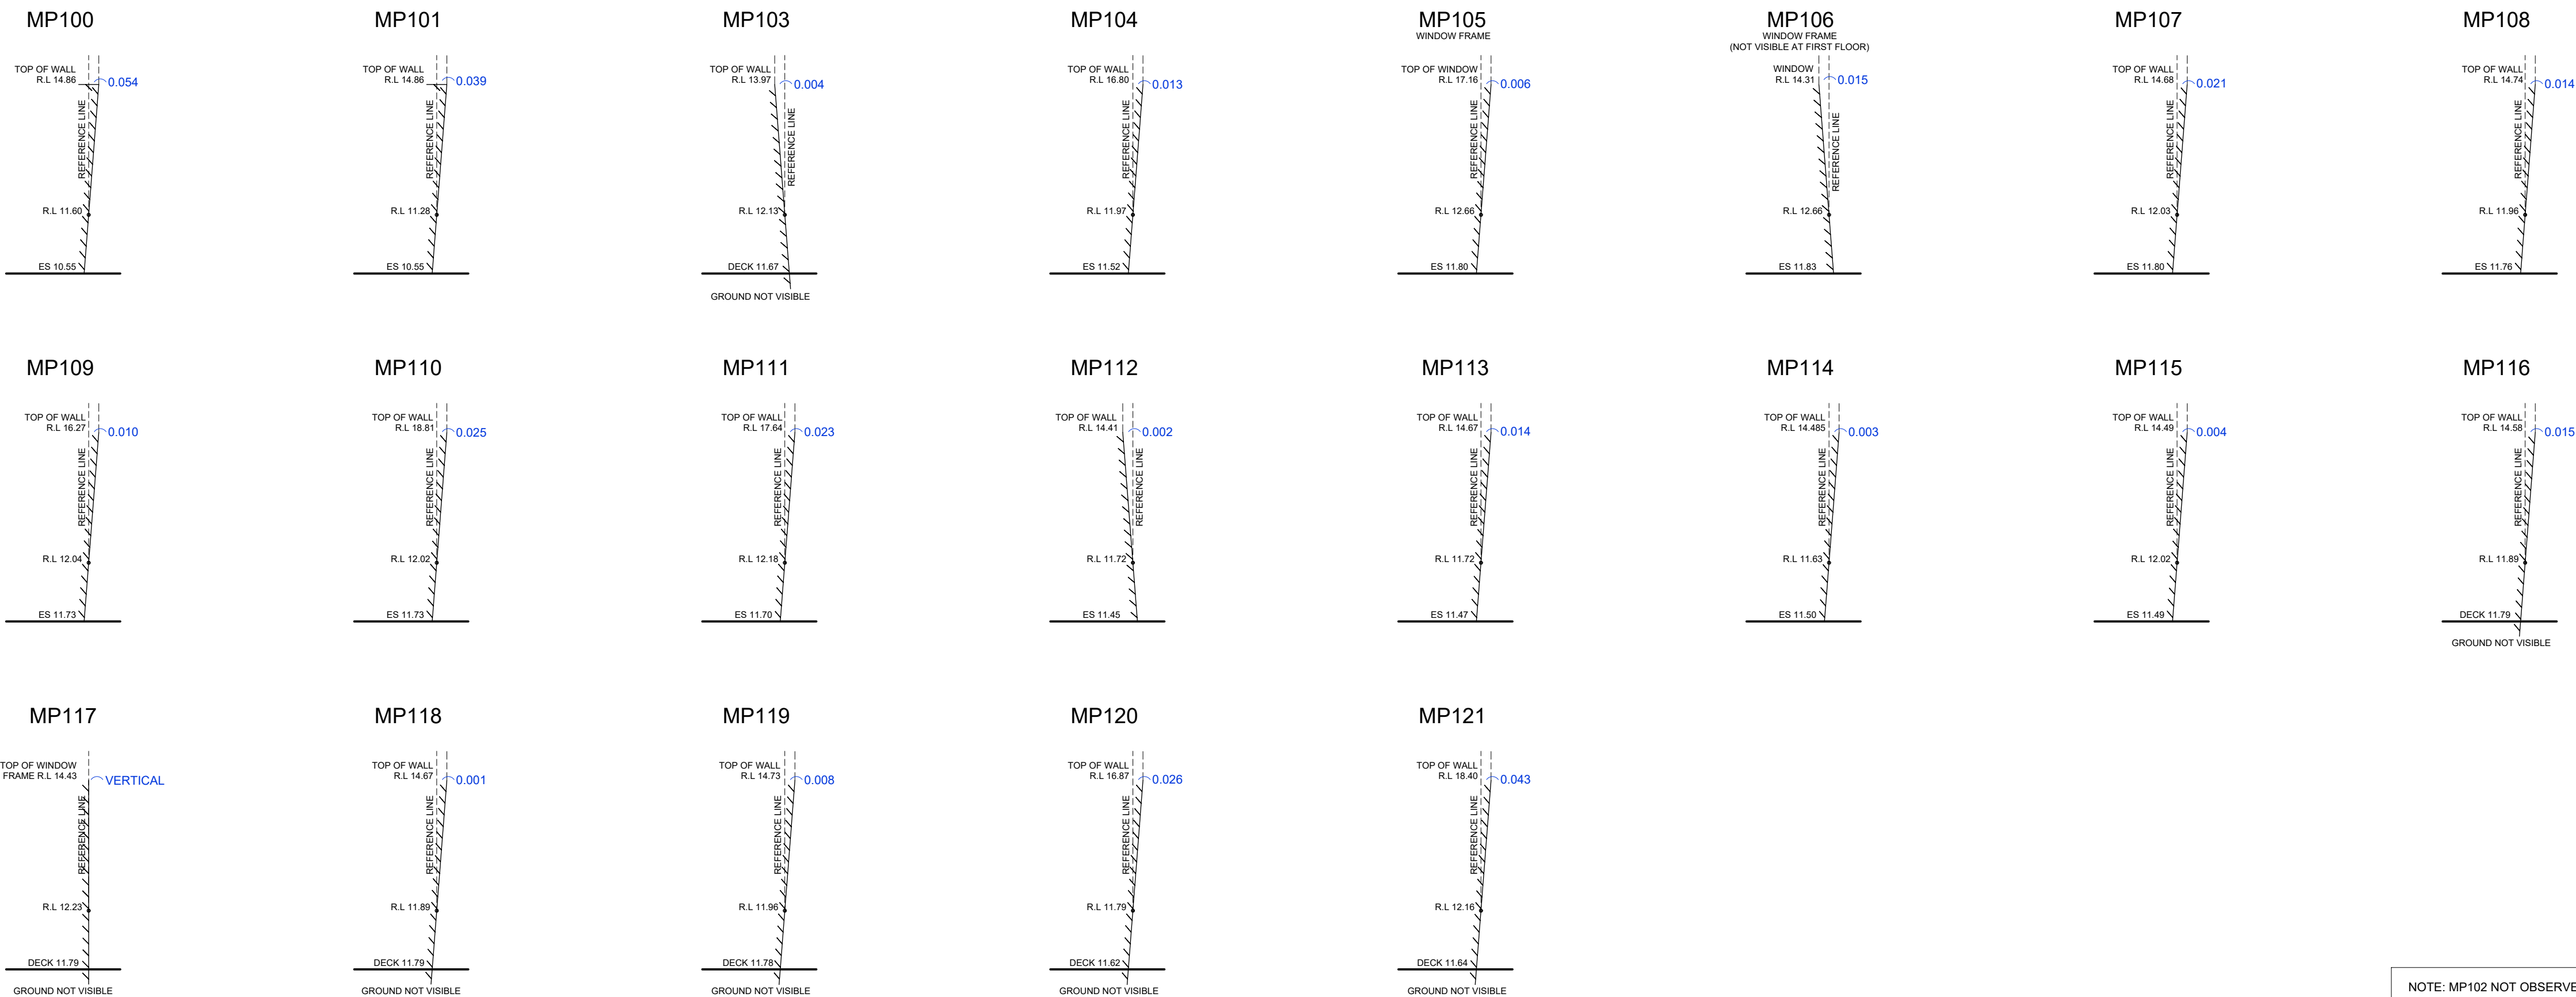 MP100
TOP OF WALL
R.L 14.86
0.054
REFERENCE LINE
R.L 11.60
ES 10.55
MP101
TOP OF WALL
R.L 14.86
0.039
REFERENCE LINE
R.L 11.28
ES 10.55
MP103
TOP OF WALL
R.L 13.97
0.004
REFERENCE LINE
R.L 12.13
DECK 11.67
GROUND NOT VISIBLE
MP104
TOP OF WALL
R.L 16.80
0.013
REFERENCE LINE
R.L 11.97
ES 11.52
MP105
WINDOW FRAME
TOP OF WINDOW
R.L 17.16
0.006
REFERENCE LINE
R.L 12.66
ES 11.80
MP106
WINDOW FRAME
(NOT VISIBLE AT FIRST FLOOR)
WINDOW
R.L 14.31
0.015
REFERENCE LINE
R.L 12.66
ES 11.83
MP107
TOP OF WALL
R.L 14.68
0.021
REFERENCE LINE
R.L 12.03
ES 11.80
MP108
TOP OF WALL
R.L 14.74
0.014
REFERENCE LINE
R.L 11.96
ES 11.76
MP109
TOP OF WALL
R.L 16.27
0.010
REFERENCE LINE
R.L 12.04
ES 11.73
MP110
TOP OF WALL
R.L 18.81
0.025
REFERENCE LINE
R.L 12.02
ES 11.73
MP111
TOP OF WALL
R.L 17.64
0.023
REFERENCE LINE
R.L 12.18
ES 11.70
MP112
TOP OF WALL
R.L 14.41
0.002
REFERENCE LINE
R.L 11.72
ES 11.45
MP113
TOP OF WALL
R.L 14.67
0.014
REFERENCE LINE
R.L 11.72
ES 11.47
MP114
TOP OF WALL
R.L 14.485
0.003
REFERENCE LINE
R.L 11.63
ES 11.50
MP115
TOP OF WALL
R.L 14.49
0.004
REFERENCE LINE
R.L 12.02
ES 11.49
MP116
TOP OF WALL
R.L 14.58
0.015
REFERENCE LINE
R.L 11.89
DECK 11.79
GROUND NOT VISIBLE
MP117
TOP OF WINDOW
FRAME R.L 14.43
VERTICAL
REFERENCE LINE
R.L 12.23
DECK 11.79
GROUND NOT VISIBLE
MP118
TOP OF WALL
R.L 14.67
0.001
REFERENCE LINE
R.L 11.89
DECK 11.79
GROUND NOT VISIBLE
MP119
TOP OF WALL
R.L 14.73
0.008
REFERENCE LINE
R.L 11.96
DECK 11.78
GROUND NOT VISIBLE
MP120
TOP OF WALL
R.L 16.87
0.026
REFERENCE LINE
R.L 11.79
DECK 11.62
GROUND NOT VISIBLE
MP121
TOP OF WALL
R.L 18.40
0.043
REFERENCE LINE
R.L 12.16
DECK 11.64
GROUND NOT VISIBLE
NOTE: MP102 NOT OBSERVE